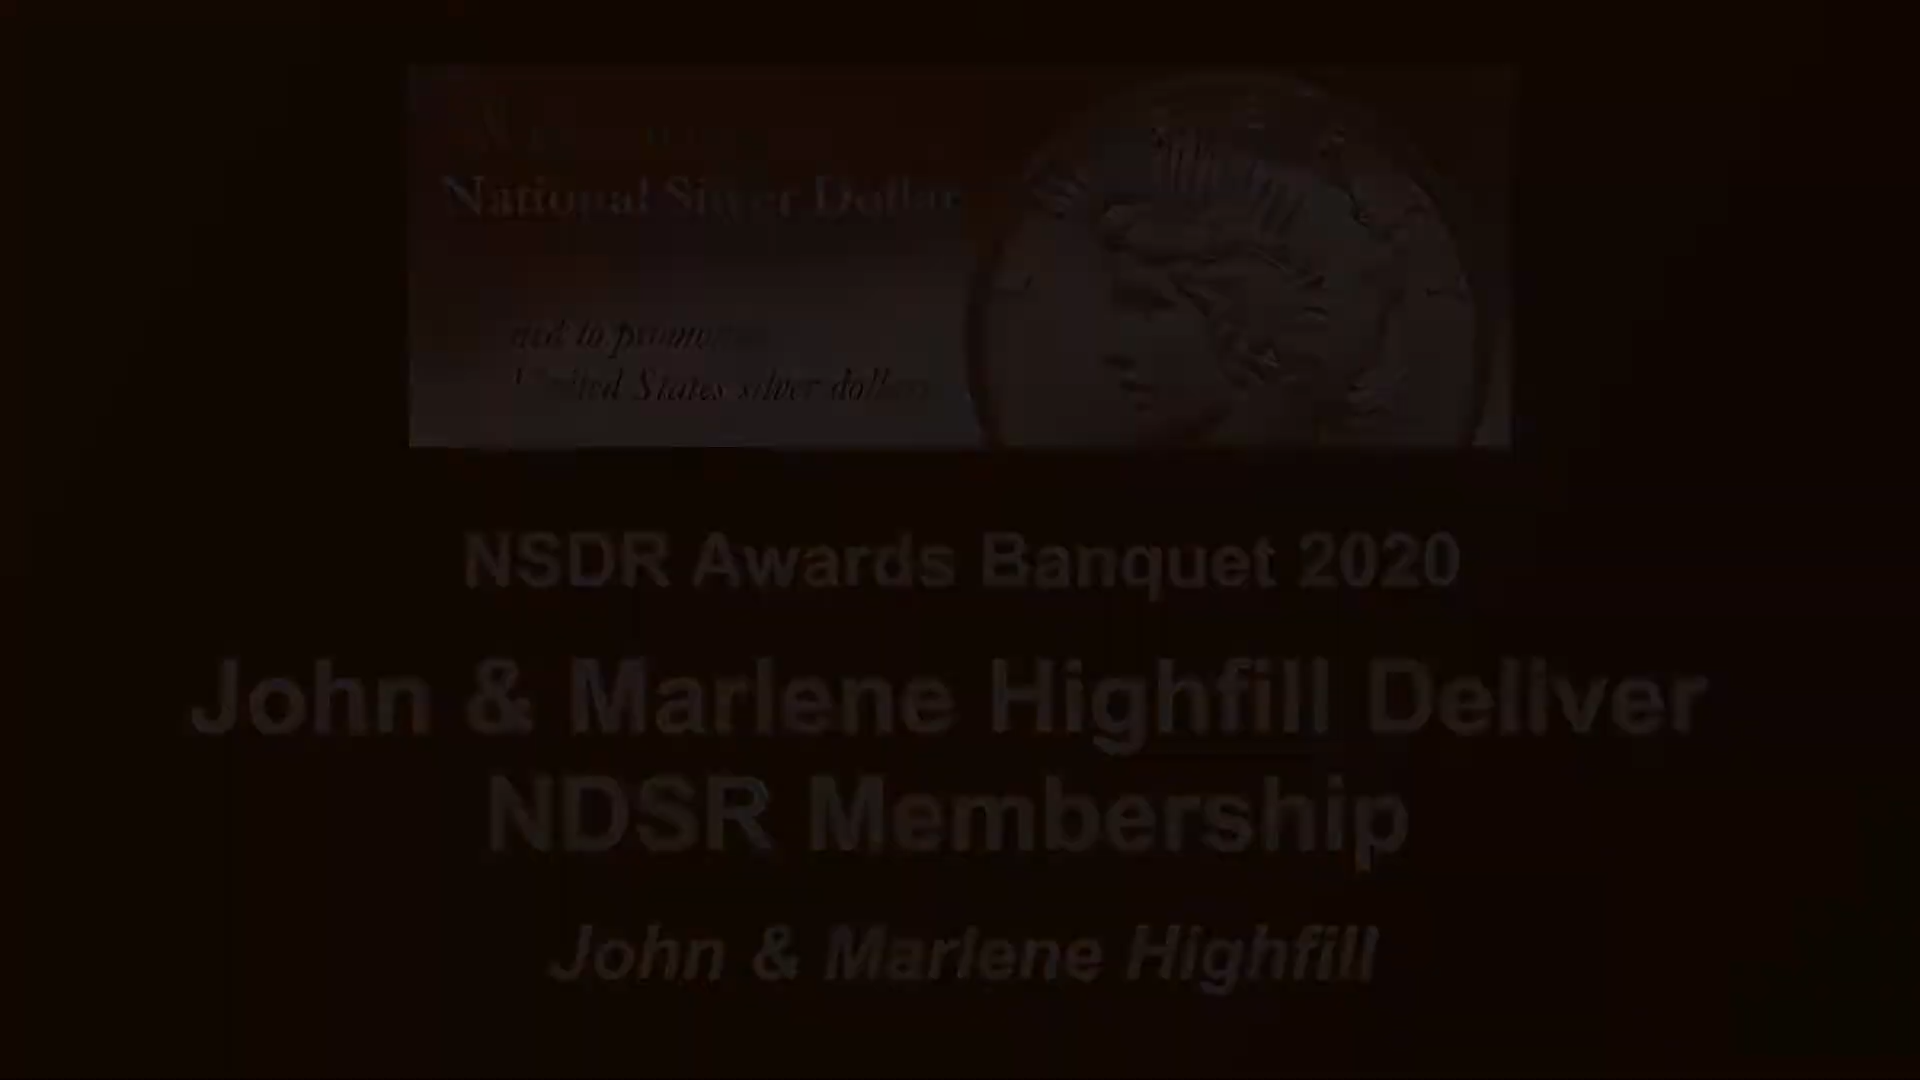 National Silver Dollar
to promote
United States silver dollars
NSDR Awards Banquet 2020
John & Marlene Highfill Deliver
NDSR Membership
John & Marlene Highfill